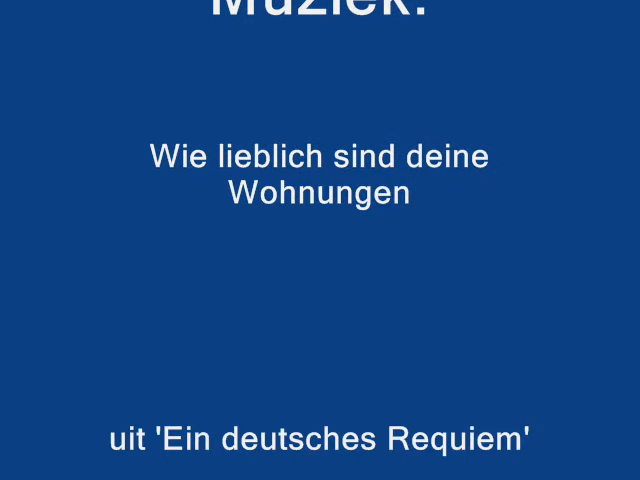 Muziek:
Wie lieblich sind deine
Wohnungen
uit 'Ein deutsches Requiem'